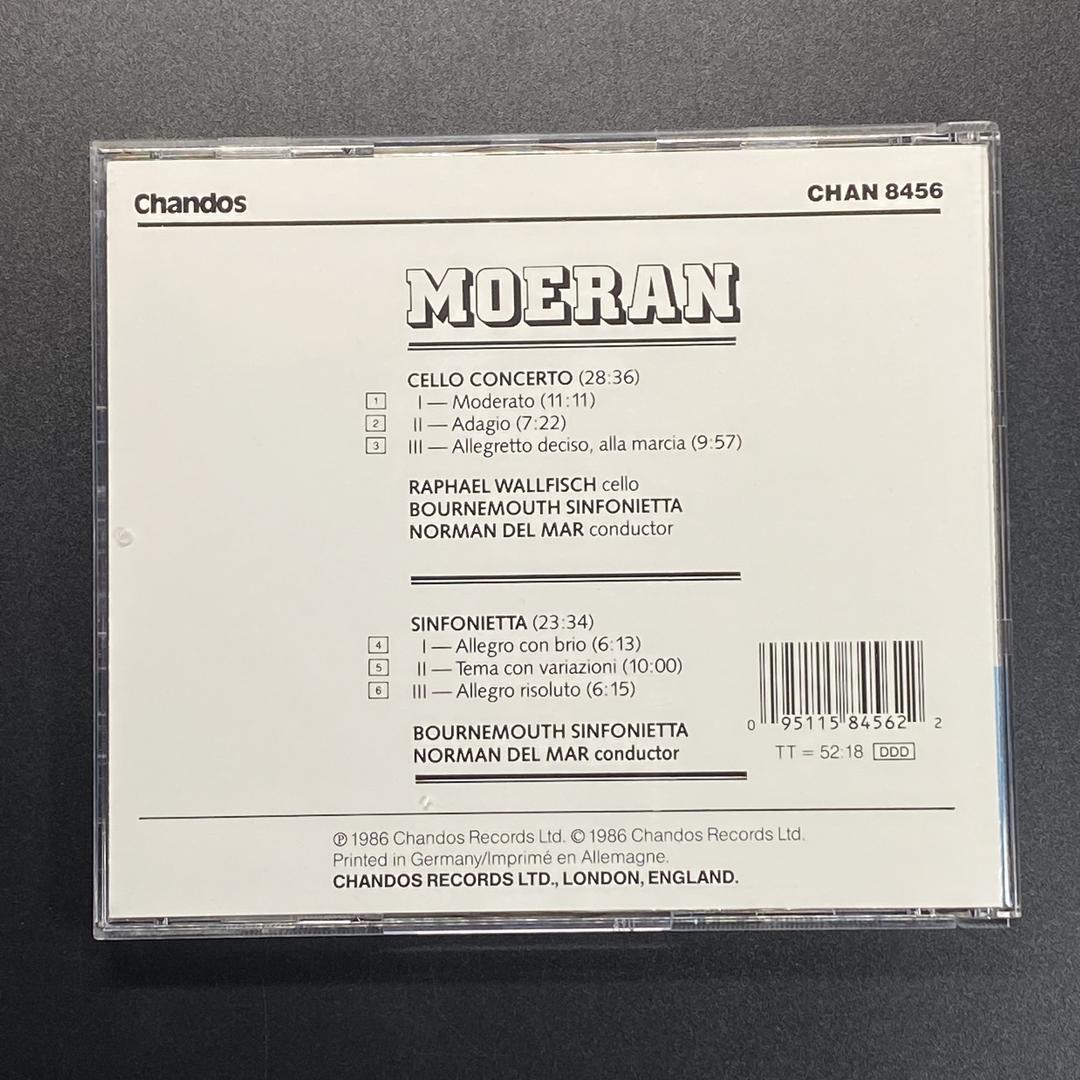 Chandos
CHAN 8456
MOERAN
CELLO CONCERTO (28:36)
1 I — Moderato (11:11)
2 II — Adagio (7:22)
3 III — Allegretto deciso, alla marcia (9:57)
RAPHAEL WALLFISCH cello
BOURNEMOUTH SINFONIETTA
NORMAN DEL MAR conductor
SINFONIETTA (23:34)
4 I — Allegro con brio (6:13)
5 II — Tema con variazioni (10:00)
6 III — Allegro risoluto (6:15)
BOURNEMOUTH SINFONIETTA
NORMAN DEL MAR conductor
0 95115 84562 2
TT = 52:18 DDD
℗ 1986 Chandos Records Ltd. © 1986 Chandos Records Ltd.
Printed in Germany/Imprimé en Allemagne.
CHANDOS RECORDS LTD., LONDON, ENGLAND.